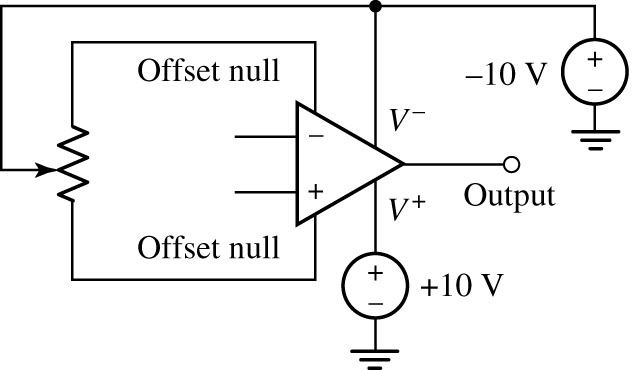 Offset null
–10 V
V–
Output
V+
Offset null
+10 V